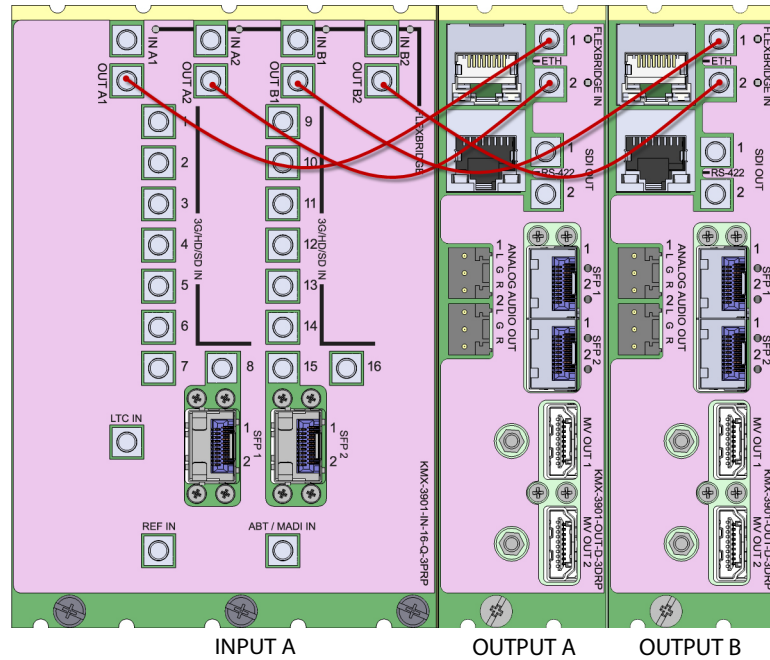 IN A1
IN A2
IN B1
IN B2
OUT A1
OUT A2
OUT B1
OUT B2
FLEXBRIDGE
1
2
3
4
5
6
7
8
3G/HD/SD IN
9
10
11
12
13
14
15
16
3G/HD/SD IN
LTC IN
1
2
SFP 1
1
2
SFP 2
REF IN
ABT / MADI IN
KMX-3901-IN-16-Q-3PRP
1
ETH
2
FLEXBRIDGE IN
1
RS-422
2
SDI OUT
1
L
G
R
2
L
G
R
ANALOG AUDIO OUT
1
2
SFP 1
1
2
SFP 2
MV OUT 1
MV OUT 2
KMX-3901-OUT-D-3DRP
1
ETH
2
FLEXBRIDGE IN
1
RS-422
2
SDI OUT
1
L
G
R
2
L
G
R
ANALOG AUDIO OUT
1
2
SFP 1
1
2
SFP 2
MV OUT 1
MV OUT 2
KMX-3901-OUT-D-3DRP
INPUT A
OUTPUT A
OUTPUT B